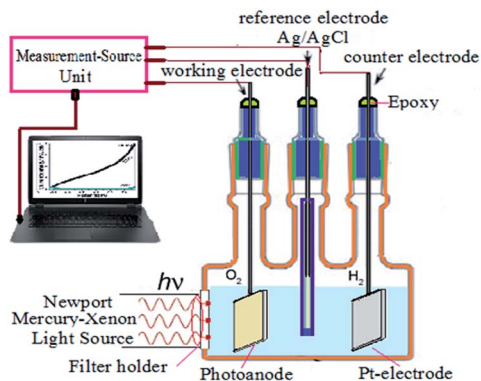 reference electrode
Ag/AgCl
counter electrode
Measurement-Source
Unit
working electrode
Epoxy
O2
H2
hν
Newport
Mercury-Xenon
Light Source
Filter holder
Photoanode
Pt-electrode